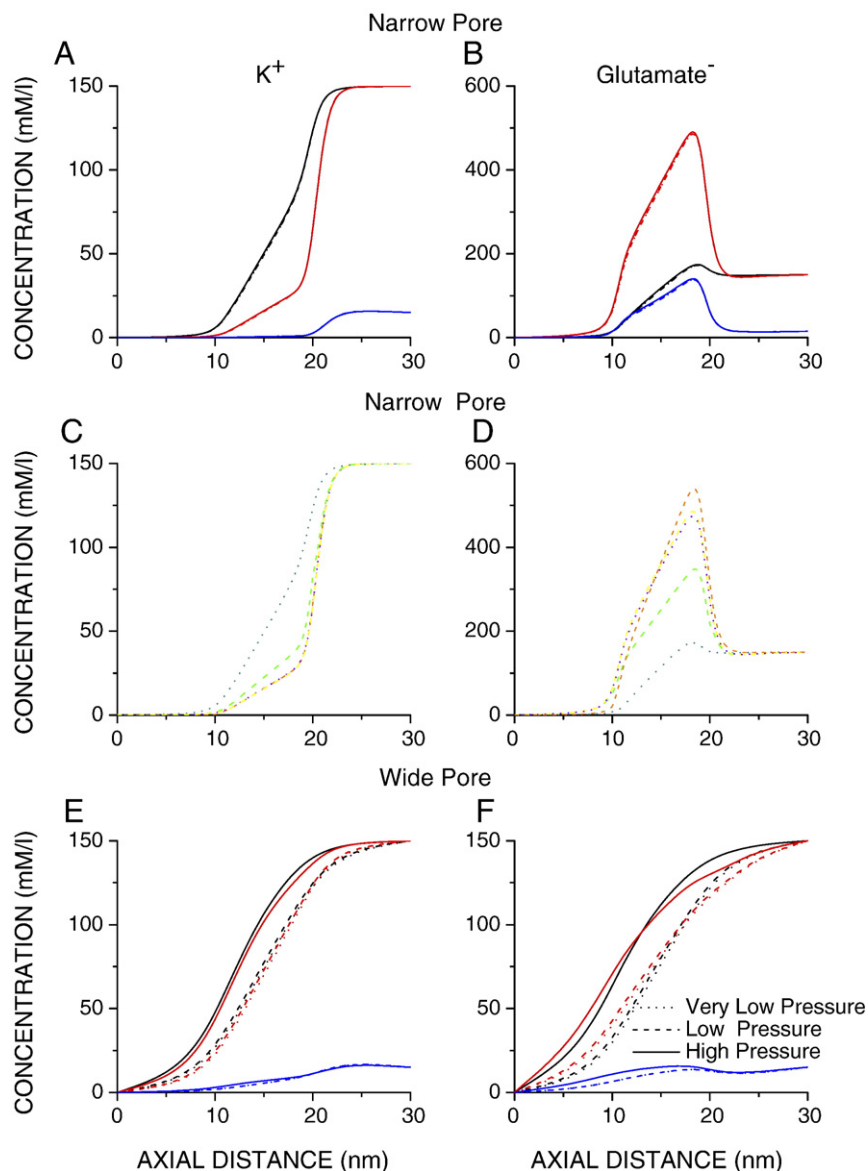 Narrow Pore
A
K+
B
Glutamate-
CONCENTRATION (mM/l)
150
100
50
0
0 10 20 30
600
400
200
0
0 10 20 30
Narrow Pore
C
D
CONCENTRATION (mM/l)
150
100
50
0
0 10 20 30
600
400
200
0
0 10 20 30
Wide Pore
E
F
CONCENTRATION (mM/l)
150
100
50
0
0 10 20 30
AXIAL DISTANCE (nm)
150
100
50
0
Very Low Pressure
Low Pressure
High Pressure
0 10 20 30
AXIAL DISTANCE (nm)